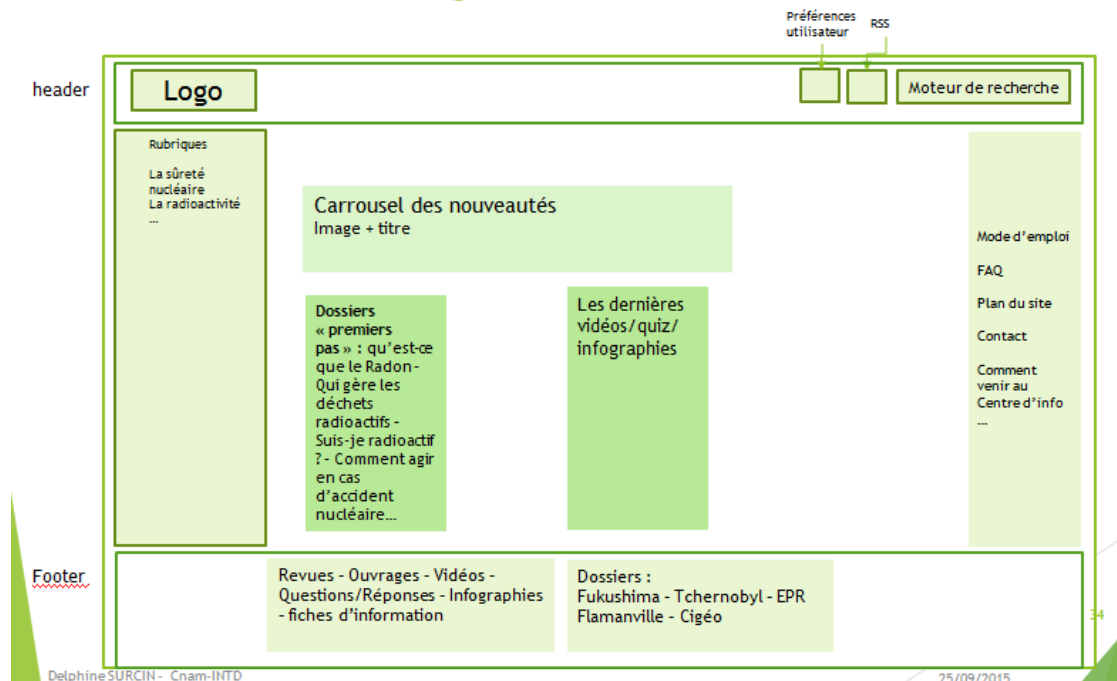 Préférences
utilisateur
RSS
header
Logo
Moteur de recherche
Rubriques
La sûreté
nucléaire
La radioactivité
...
Carrousel des nouveautés
Image + titre
Dossiers
« premiers
pas » : qu'est-ce
que le Radon -
Qui gère les
déchets
radioactifs -
Suis-je radioactif
? - Comment agir
en cas
d'accident
nucléaire...
Les dernières
vidéos/quiz/
infographies
Mode d'emploi
FAQ
Plan du site
Contact
Comment
venir au
Centre d'info
...
Footer
Revues - Ouvrages - Vidéos -
Questions/Réponses - Infographies
- fiches d'information
Dossiers :
Fukushima - Tchernobyl - EPR
Flamanville - Cigéo
34
Delphine SURCIN - Cnam-INTD
25/09/2015